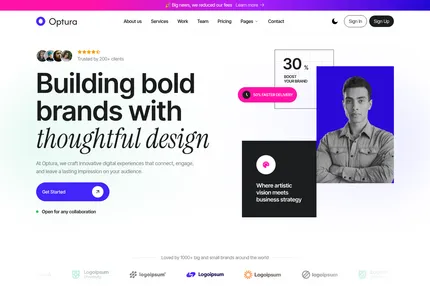 🎉 Big news, we reduced our fees Learn more →
Optura
About us Services Work Team Pricing Pages Contact
Sign In
Sign Up
Trusted by 200+ clients
Building bold
brands with
thoughtful design
At Optura, we craft innovative digital experiences that connect, engage,
and leave a lasting impression on your audience.
Get Started
Open for any collaboration
30 %
BOOST
YOUR BRAND
50% FASTER DELIVERY
Where artistic
vision meets
business strategy
Loved by 1000+ big and small brands around the world
Logoipsum
logoipsum
Logoipsum
Logoipsum
logoipsum